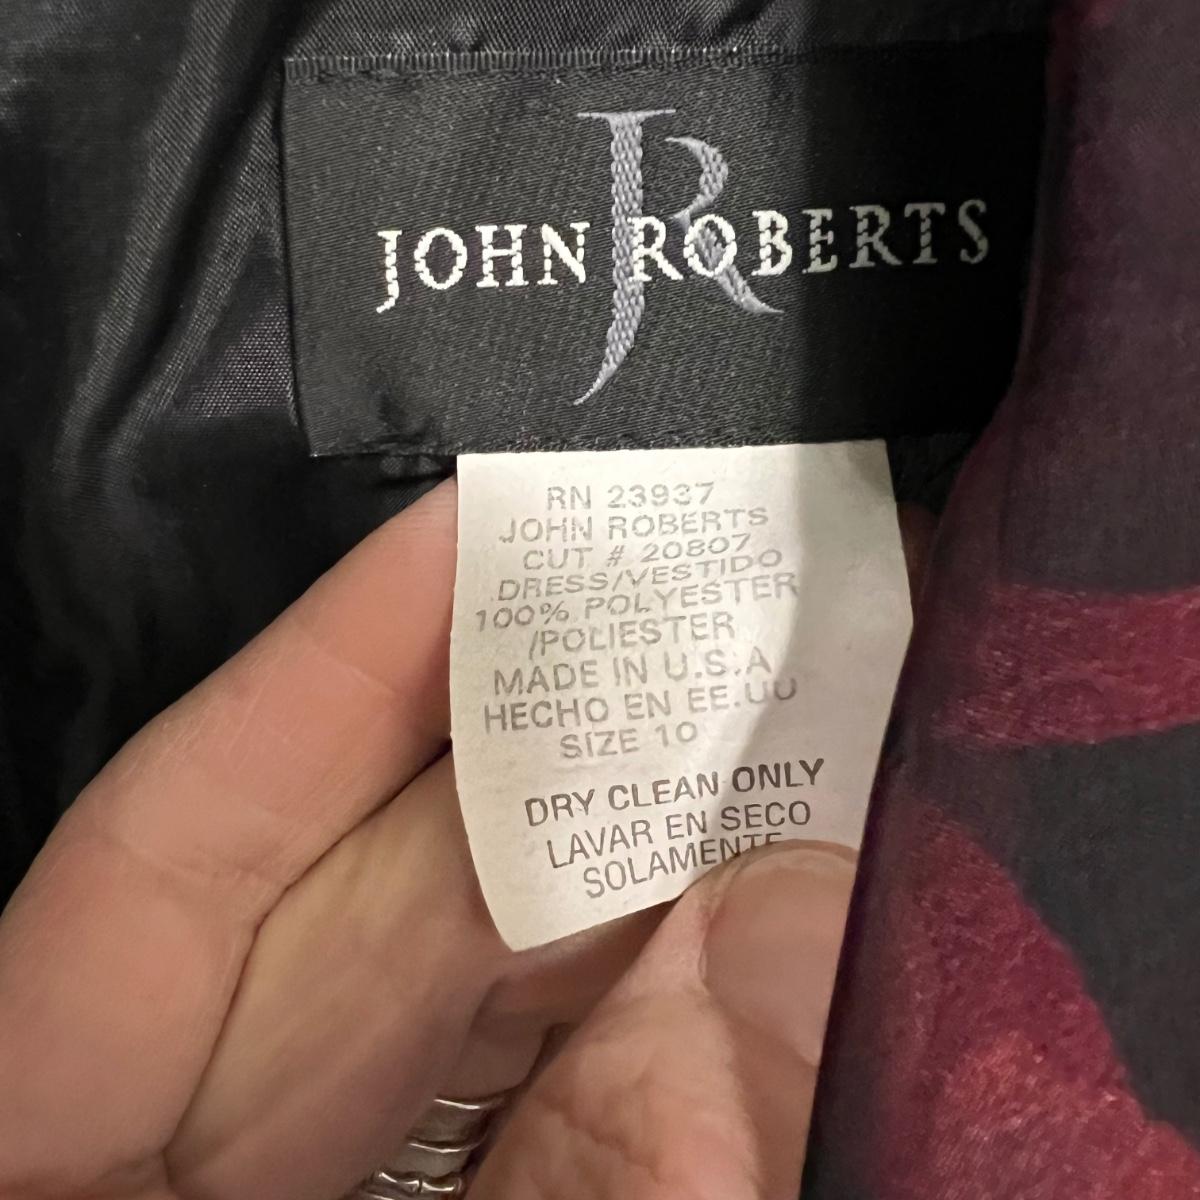 JR
JOHN ROBERTS
RN 23937
JOHN ROBERTS
CUT # 20807
DRESS/VESTIDO
100% POLYESTER
/POLIESTER
MADE IN U.S.A
HECHO EN EE.UU
SIZE 10
DRY CLEAN ONLY
LAVAR EN SECO
SOLAMENTE